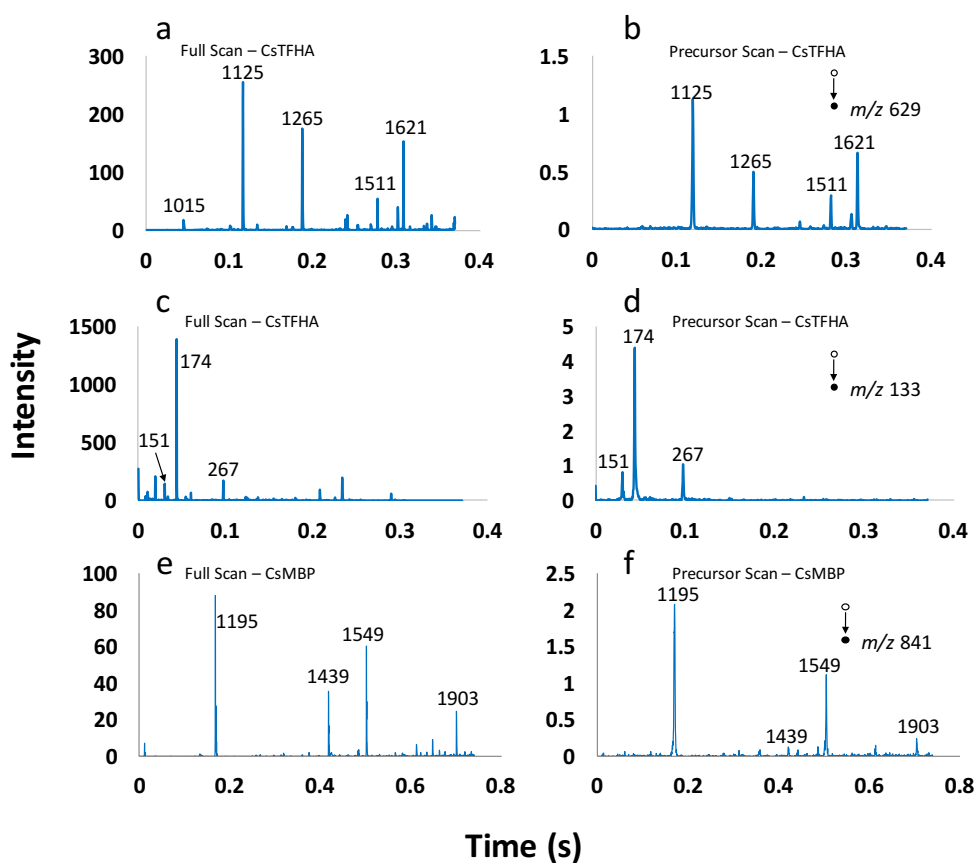 a
Full Scan – CsTFHA
300
200
100
0
1125
1265
1621
1511
1015
0 0.1 0.2 0.3 0.4
b
Precursor Scan – CsTFHA
1.5
1
0.5
0
1125
m/z 629
1621
1265
1511
0 0.1 0.2 0.3 0.4
c
Full Scan – CsTFHA
1500
1000
500
0
174
151
267
0 0.1 0.2 0.3 0.4
d
Precursor Scan – CsTFHA
5
4
3
2
1
0
174
m/z 133
151
267
0 0.1 0.2 0.3 0.4
e
Full Scan – CsMBP
100
80
60
40
20
0
1195
1549
1439
1903
0 0.2 0.4 0.6 0.8
f
Precursor Scan – CsMBP
2.5
2
1.5
1
0.5
0
1195
m/z 841
1549
1439
1903
0 0.2 0.4 0.6 0.8
Intensity
Time (s)